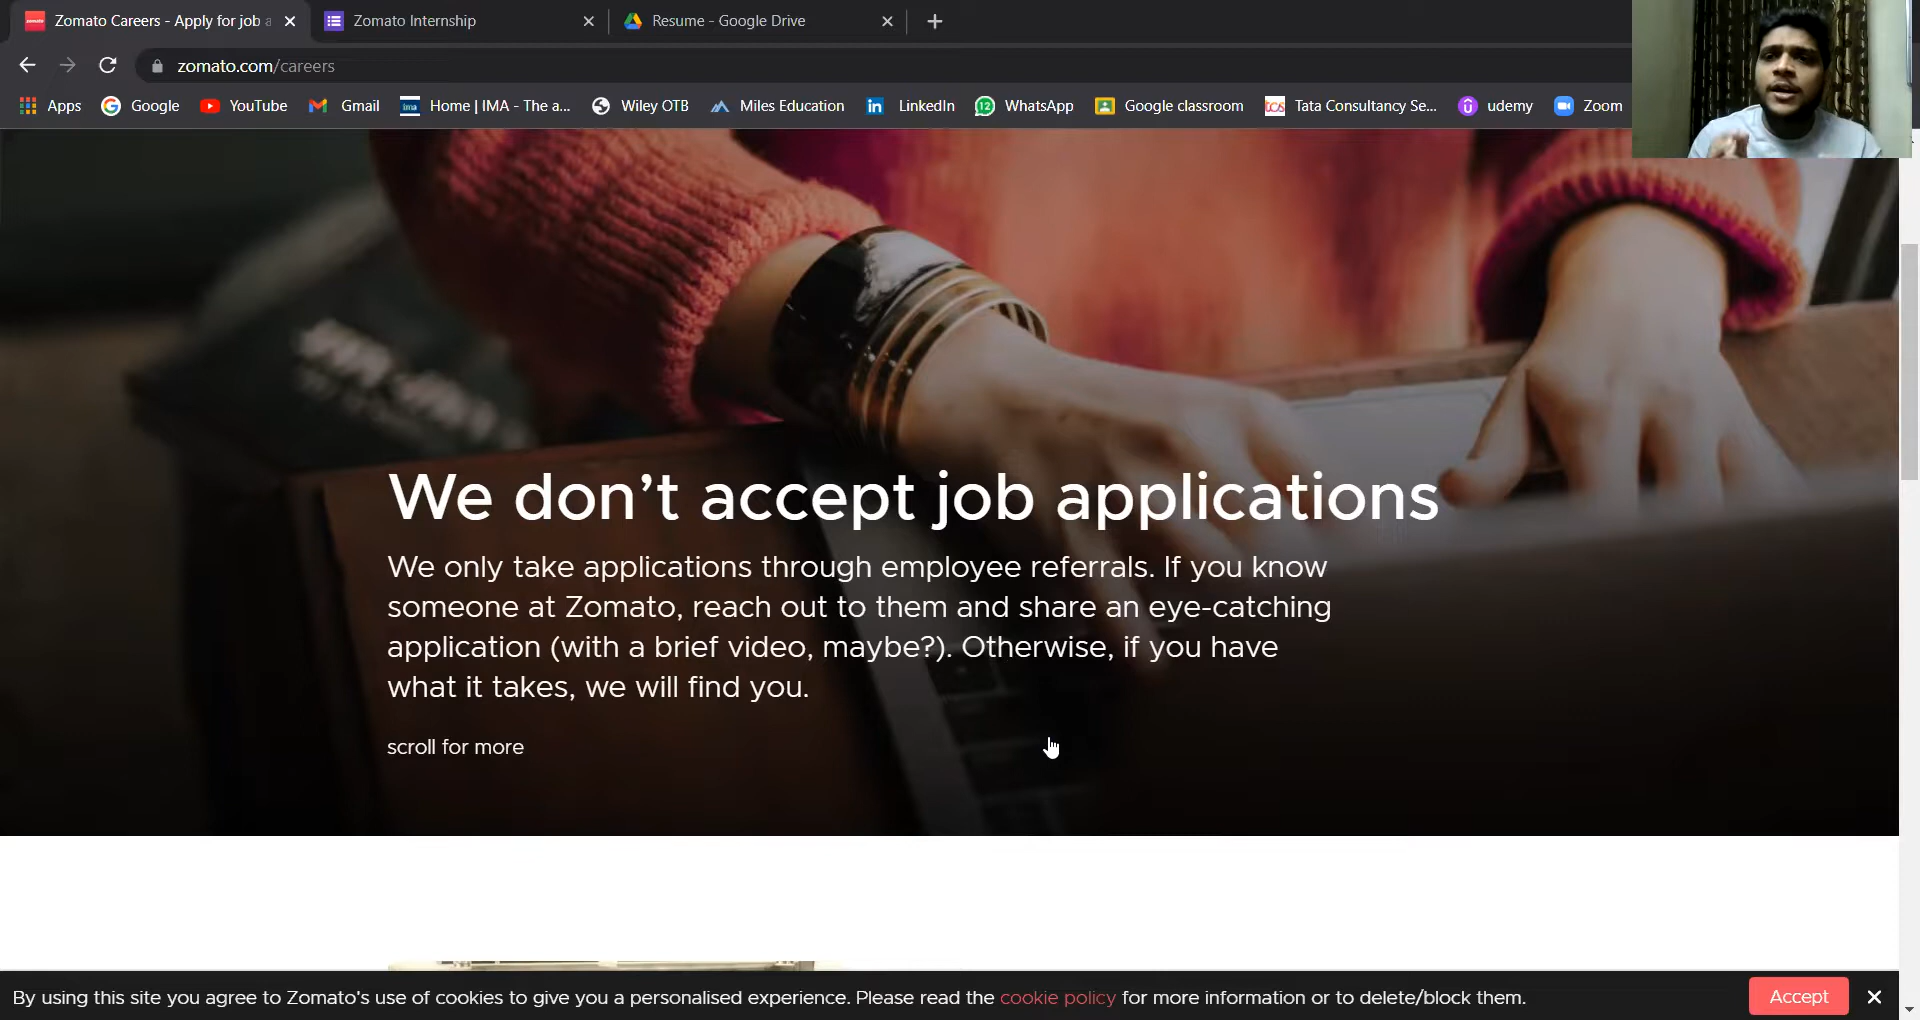 Zomato Careers - Apply for job a
Zomato Internship
Resume - Google Drive
zomato.com/careers
Apps
Google
YouTube
Gmail
Home | IMA - The a...
Wiley OTB
Miles Education
LinkedIn
12
WhatsApp
Google classroom
Tata Consultancy Se...
udemy
Zoom
We don’t accept job applications
We only take applications through employee referrals. If you know
someone at Zomato, reach out to them and share an eye-catching
application (with a brief video, maybe?). Otherwise, if you have
what it takes, we will find you.
scroll for more
By using this site you agree to Zomato's use of cookies to give you a personalised experience. Please read the cookie policy for more information or to delete/block them.
Accept